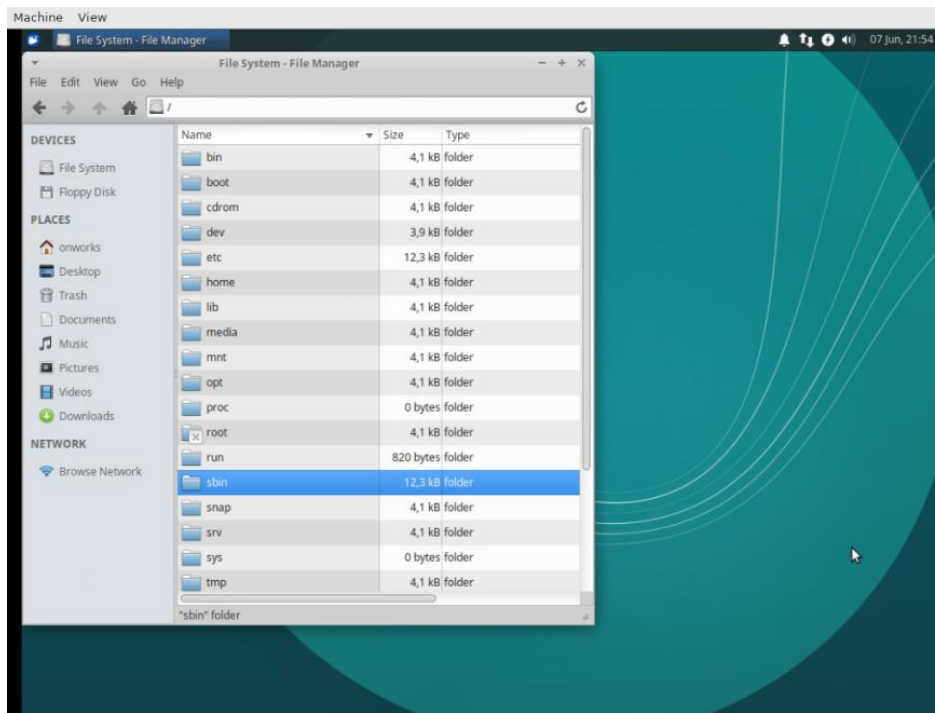 Machine View
File System - File Manager
07 Jun, 21:54
File System - File Manager
File Edit View Go Help
/
DEVICES
File System
Floppy Disk
PLACES
onworks
Desktop
Trash
Documents
Music
Pictures
Videos
Downloads
NETWORK
Browse Network
Name Size Type
bin 4,1 kB folder
boot 4,1 kB folder
cdrom 4,1 kB folder
dev 3,9 kB folder
etc 12,3 kB folder
home 4,1 kB folder
lib 4,1 kB folder
media 4,1 kB folder
mnt 4,1 kB folder
opt 4,1 kB folder
proc 0 bytes folder
root 4,1 kB folder
run 820 bytes folder
sbin 12,3 kB folder
snap 4,1 kB folder
srv 4,1 kB folder
sys 0 bytes folder
tmp 4,1 kB folder
"sbin" folder